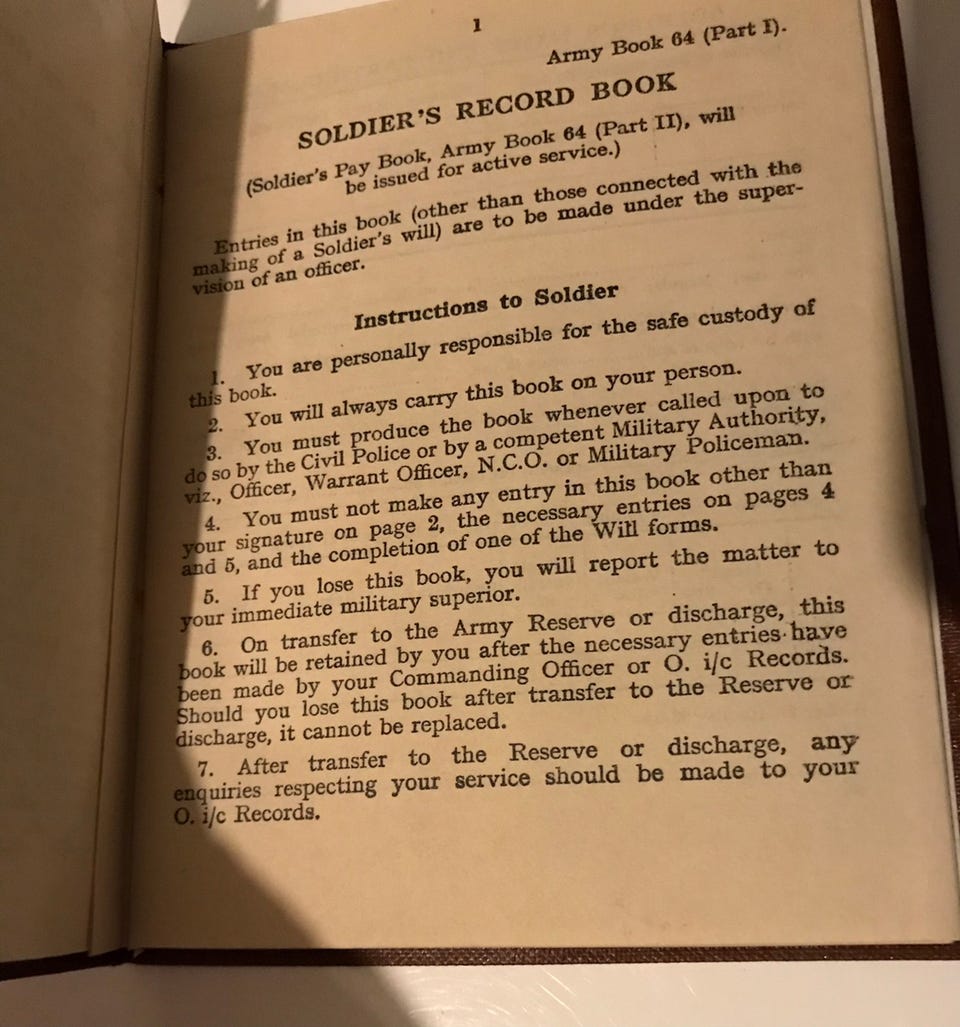 1
Army Book 64 (Part I).
SOLDIER'S RECORD BOOK
(Soldier's Pay Book, Army Book 64 (Part II), will
be issued for active service.)
Entries in this book (other than those connected with the
making of a Soldier's will) are to be made under the super-
vision of an officer.
Instructions to Soldier
1. You are personally responsible for the safe custody of
this book.
2. You will always carry this book on your person.
3. You must produce the book whenever called upon to
do so by the Civil Police or by a competent Military Authority,
viz., Officer, Warrant Officer, N.C.O. or Military Policeman.
4. You must not make any entry in this book other than
your signature on page 2, the necessary entries on pages 4
and 5, and the completion of one of the Will forms.
5. If you lose this book, you will report the matter to
your immediate military superior.
6. On transfer to the Army Reserve or discharge, this
book will be retained by you after the necessary entries have
been made by your Commanding Officer or O. i/c Records.
Should you lose this book after transfer to the Reserve or
discharge, it cannot be replaced.
7. After transfer to the Reserve or discharge, any
enquiries respecting your service should be made to your
O. i/c Records.